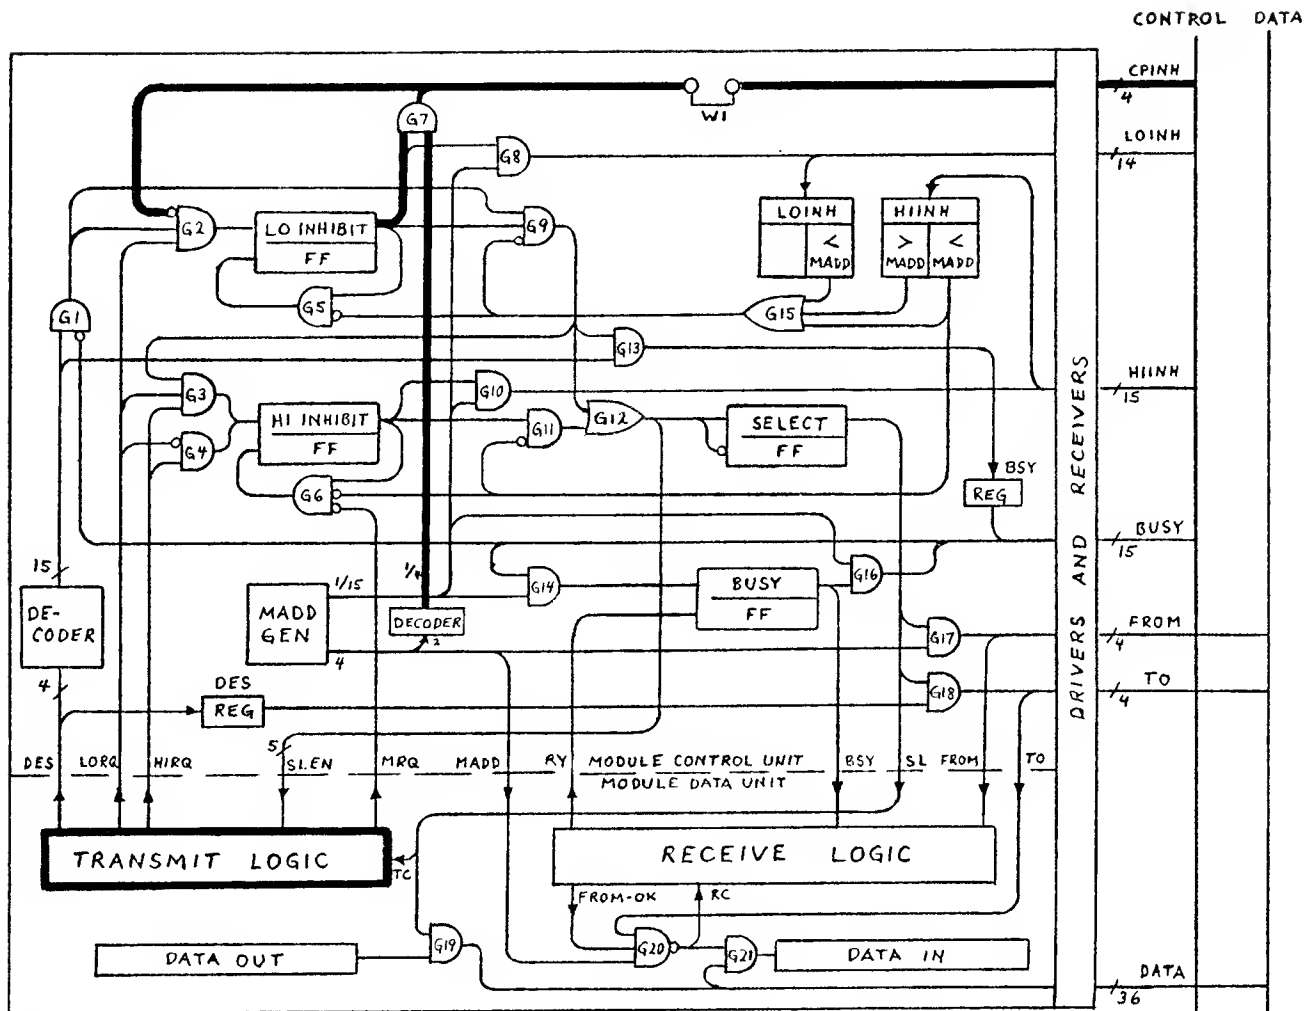 CONTROL DATA
CPINH
4
W1
G7
LOINH
14
G8
G2
LO INHIBIT
FF
G9
LOINH
<
MADD
HIINH
>
MADD
<
MADD
G5
G1
G15
G13
G3
G10
HIINH
15
HI INHIBIT
FF
G11
G12
SELECT
FF
G4
G6
BSY
REG
BUSY
15
15
DE-
CODER
4
MADD
GEN
1/15
4
1/4
DECODER
2
G14
BUSY
FF
G16
G17
FROM
4
G18
TO
4
DES
REG
DRIVERS AND RECEIVERS
5
DES LORQ HIRQ SLEN MRQ MADD RY MODULE CONTROL UNIT BSY SL FROM TO
MODULE DATA UNIT
TRANSMIT LOGIC
TC
RECEIVE LOGIC
FROM-OK
RC
DATA OUT
G19
G20
G21
DATA IN
DATA
36